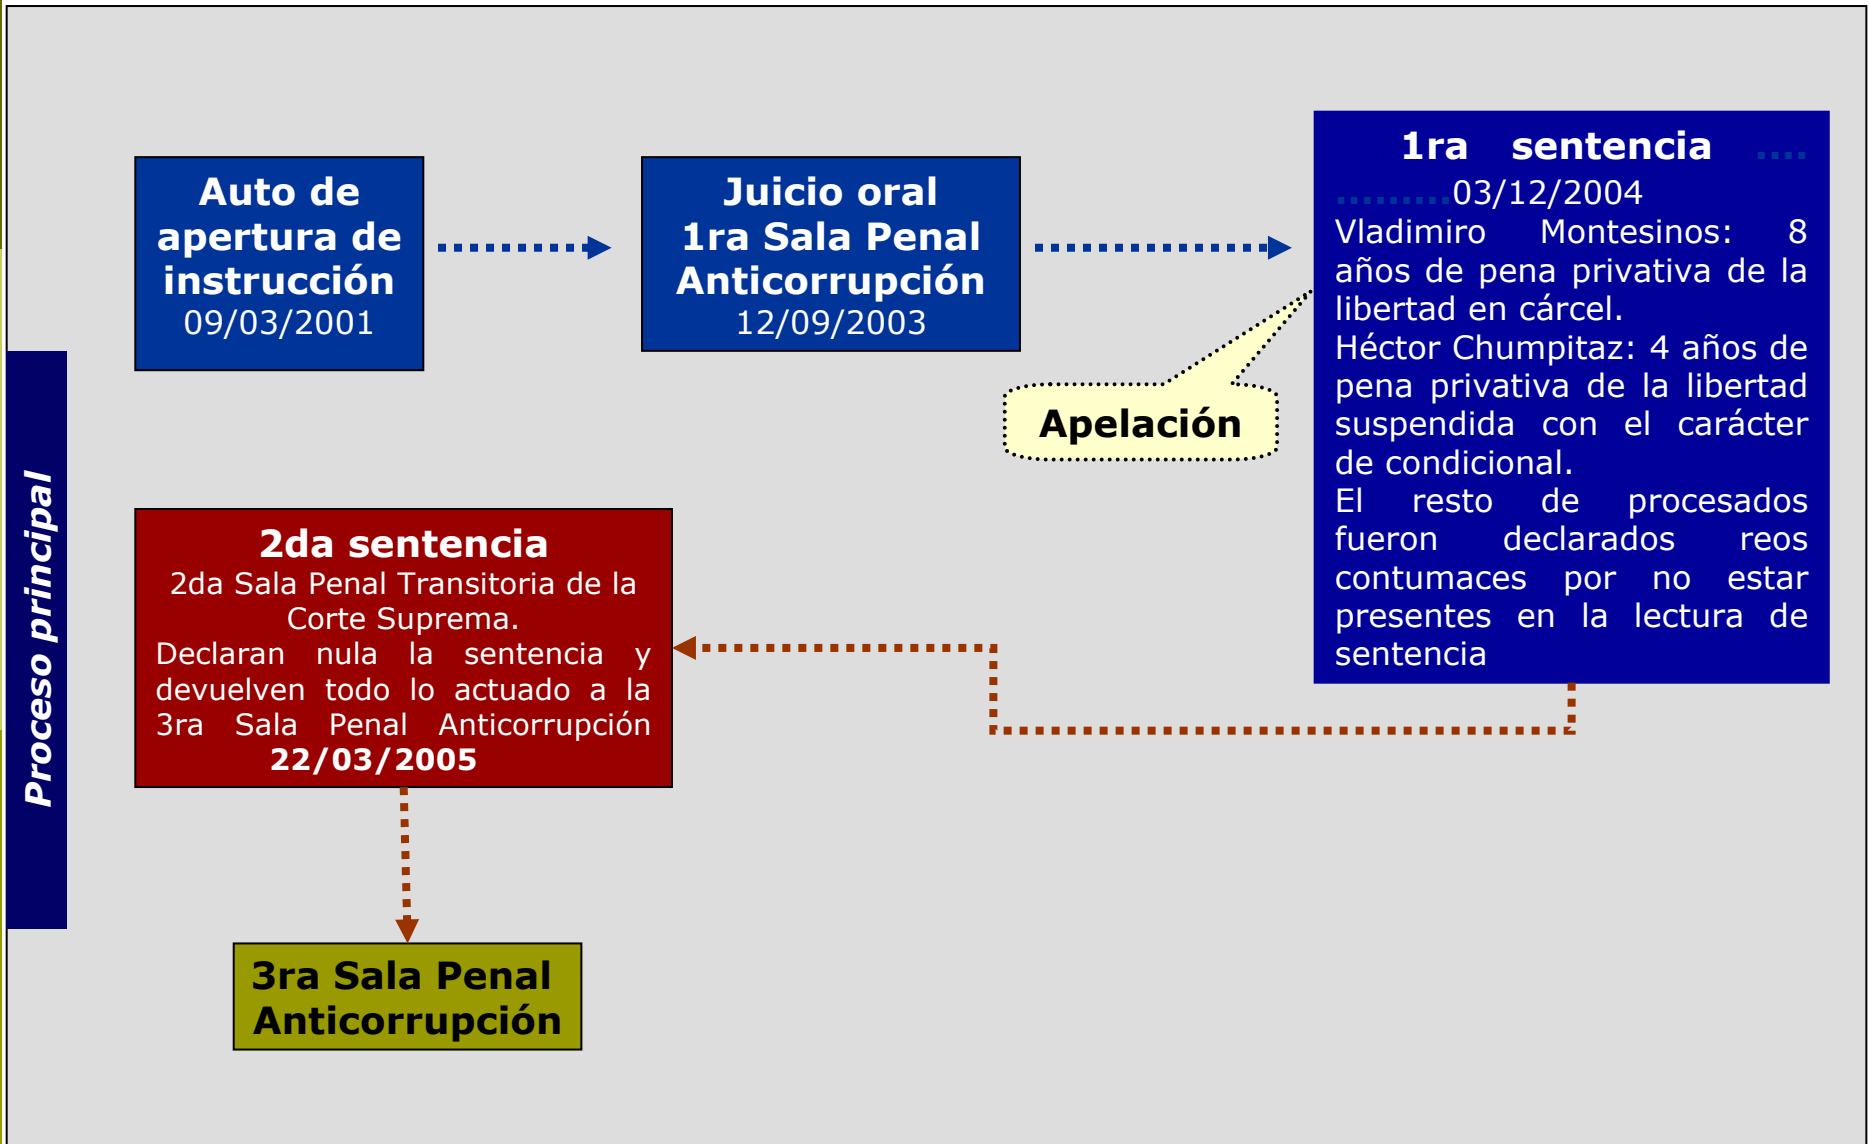 Auto de
apertura de
instrucción
09/03/2001
Juicio oral
1ra Sala Penal
Anticorrupción
12/09/2003
1ra sentencia ....
..........03/12/2004
Vladimiro Montesinos: 8
años de pena privativa de la
libertad en cárcel.
Héctor Chumpitaz: 4 años de
pena privativa de la libertad
suspendida con el carácter
de condicional.
El resto de procesados
fueron declarados reos
contumaces por no estar
presentes en la lectura de
sentencia
Apelación
Proceso principal
2da sentencia
2da Sala Penal Transitoria de la
Corte Suprema.
Declaran nula la sentencia y
devuelven todo lo actuado a la
3ra Sala Penal Anticorrupción
22/03/2005
3ra Sala Penal
Anticorrupción